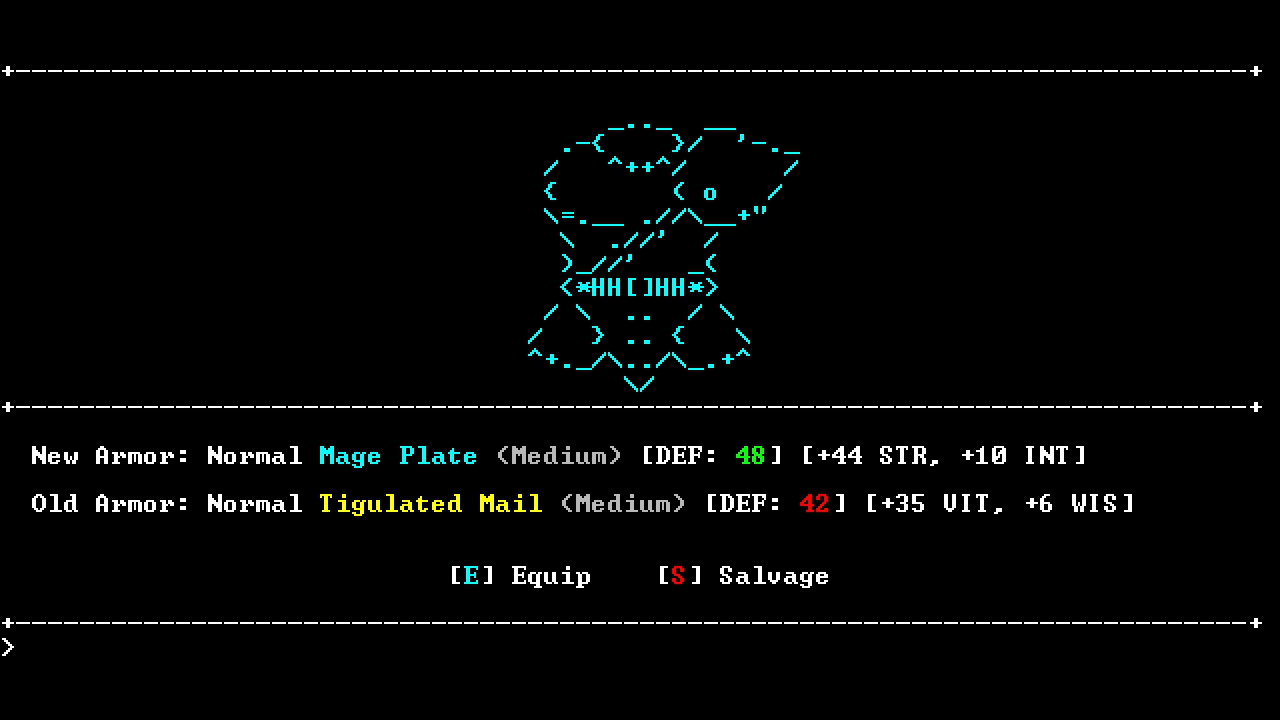 New Armor: Normal Mage Plate (Medium) [DEF: 48] [+44 STR, +10 INT]
Old Armor: Normal Tigulated Mail (Medium) [DEF: 42] [+35 VIT, +6 WIS]
[E] Equip [S] Salvage
>